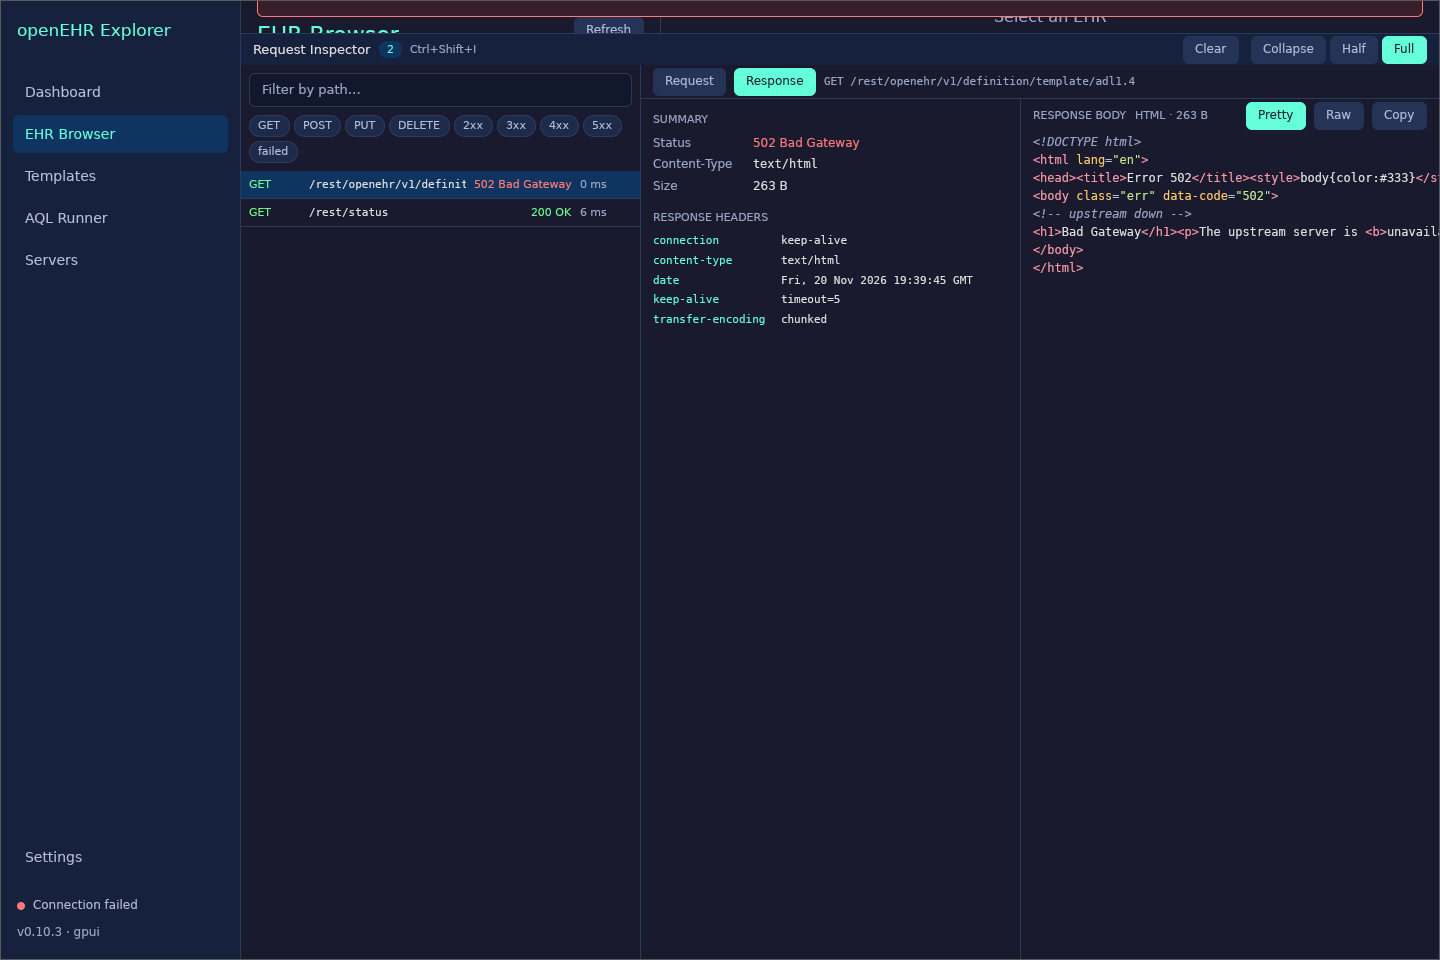 openEHR Explorer
Dashboard
EHR Browser
Templates
AQL Runner
Servers
Settings
Connection failed
v0.10.3 · gpui
EHR Browser
Refresh
Select an EHR
Request Inspector 2 Ctrl+Shift+I
Clear Collapse Half Full
Filter by path...
GET POST PUT DELETE 2xx 3xx 4xx 5xx
failed
GET /rest/openehr/v1/definit 502 Bad Gateway 0 ms
GET /rest/status 200 OK 6 ms
Request Response GET /rest/openehr/v1/definition/template/adl1.4
SUMMARY
Status 502 Bad Gateway
Content-Type text/html
Size 263 B
RESPONSE HEADERS
connection keep-alive
content-type text/html
date Fri, 20 Nov 2026 19:39:45 GMT
keep-alive timeout=5
transfer-encoding chunked
RESPONSE BODY HTML · 263 B Pretty Raw Copy
<!DOCTYPE html>
<html lang="en">
<head><title>Error 502</title><style>body{color:#333}</st
<body class="err" data-code="502">
<!-- upstream down -->
<h1>Bad Gateway</h1><p>The upstream server is <b>unavail
</body>
</html>